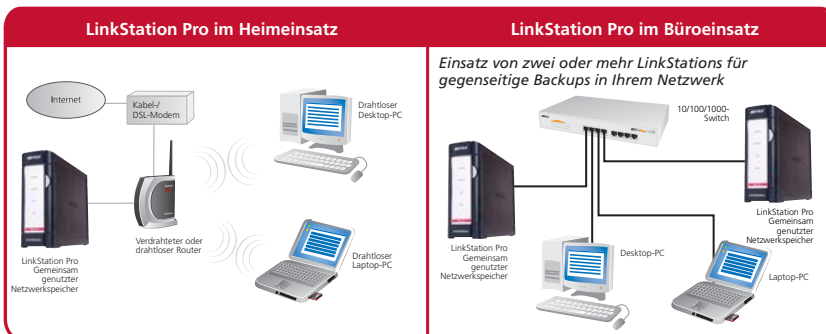 LinkStation Pro im Heimeinsatz
Internet
Kabel-/
DSL-Modem
Drahtloser
Desktop-PC
LinkStation Pro
Gemeinsam
genutzter
Netzwerkspeicher
Verdrahteter oder
drahtloser Router
Drahtloser
Laptop-PC
LinkStation Pro im Büroeinsatz
Einsatz von zwei oder mehr LinkStations für
gegenseitige Backups in Ihrem Netzwerk
10/100/1000-
Switch
LinkStation Pro
Gemeinsam
genutzter
Netzwerkspeicher
LinkStation Pro
Gemeinsam
genutzter
Netzwerkspeicher
Desktop-PC
Laptop-PC